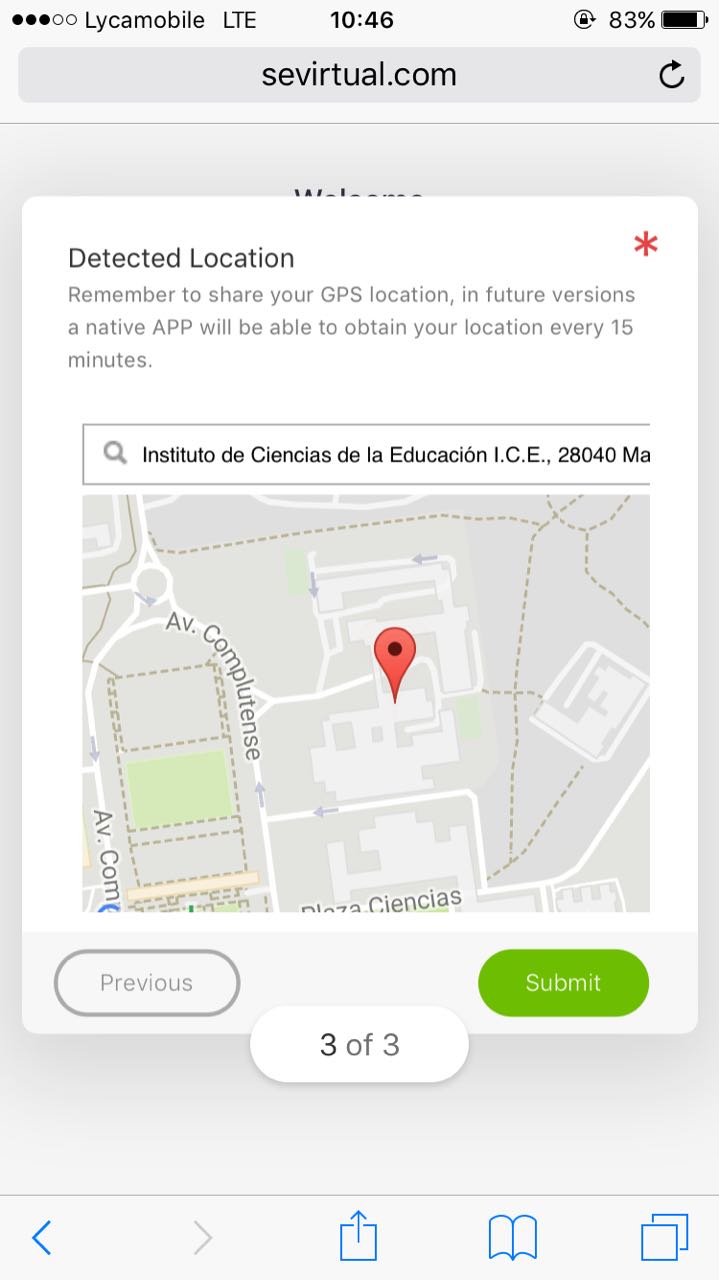 Lycamobile LTE 10:46 83%
sevirtual.com
Welcome
Detected Location
*
Remember to share your GPS location, in future versions
a native APP will be able to obtain your location every 15
minutes.
Instituto de Ciencias de la Educación I.C.E., 28040 Ma
Av. Complutense
Av. Comp
Plaza Ciencias
Previous
Submit
3 of 3